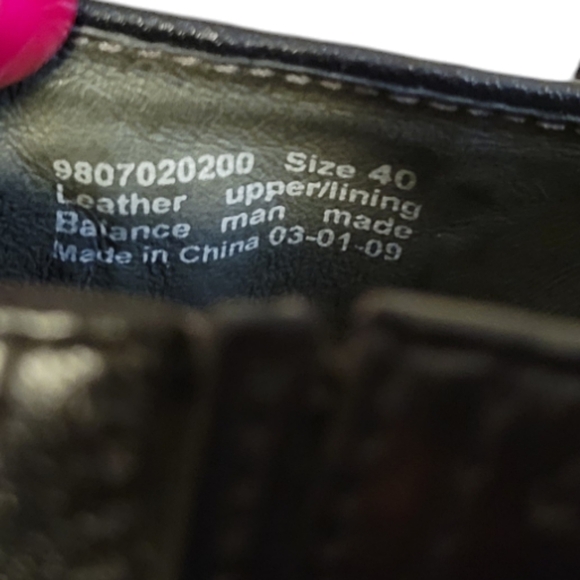 9807020200 Size 40
Leather upper/lining
Balance man made
Made in China 03-01-09